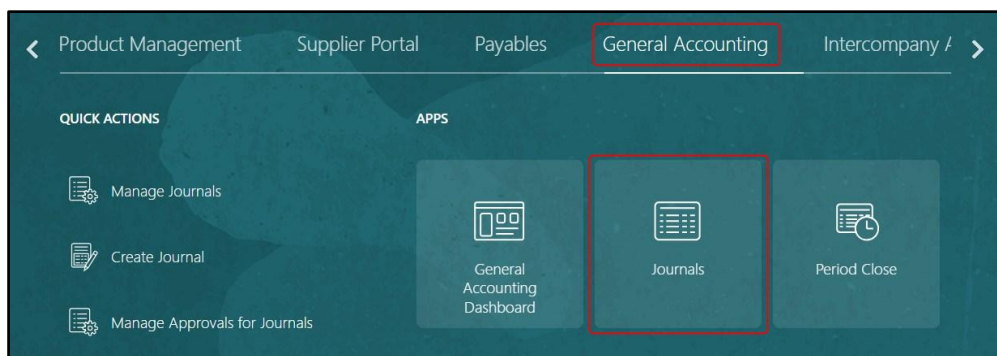 Product Management Supplier Portal Payables General Accounting Intercompany A
QUICK ACTIONS APPS
Manage Journals
Create Journal
Manage Approvals for Journals
General
Accounting
Dashboard
Journals
Period Close